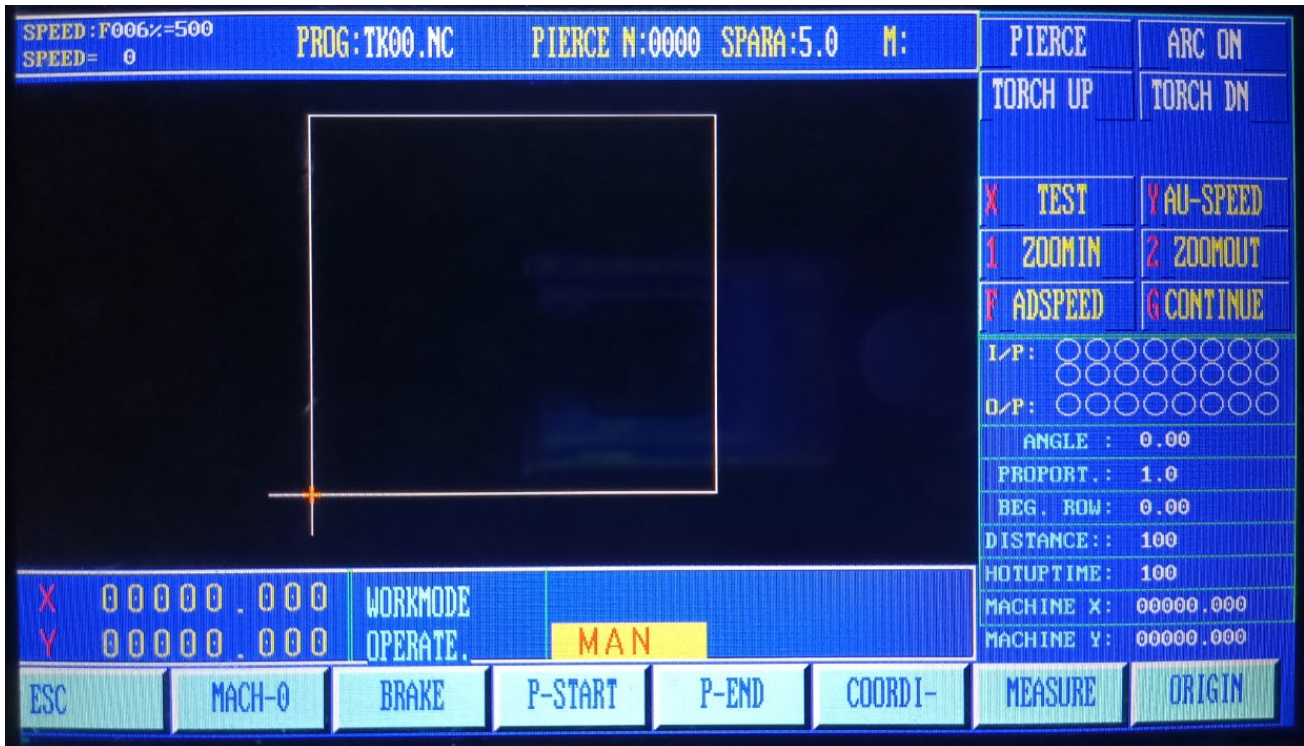 SPEED:F006%=500
SPEED= 0
PROG:TK00.NC PIERCE N:0000 SPARA:5.0 M:
PIERCE ARC ON
TORCH UP TORCH DN
X TEST Y AU-SPEED
1 ZOOMIN 2 ZOOMOUT
F ADSPEED G CONTINUE
I/P:
O/P:
ANGLE : 0.00
PROPORT.: 1.0
BEG. ROW: 0.00
DISTANCE:: 100
HOTUPTIME: 100
MACHINE X: 00000.000
MACHINE Y: 00000.000
X 00000.000
Y 00000.000
WORKMODE
OPERATE. MAN
ESC MACH-0 BRAKE P-START P-END COORDI- MEASURE ORIGIN